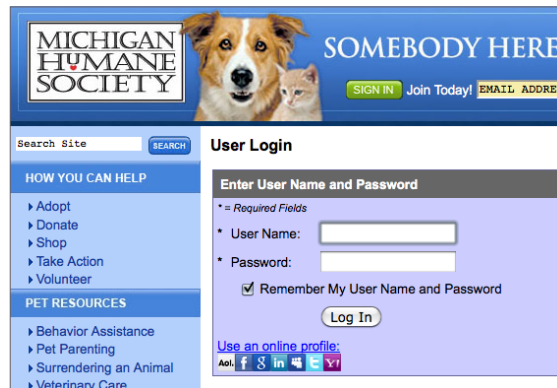 MICHIGAN
HUMANE
SOCIETY
SOMEBODY HERE
SIGN IN Join Today! EMAIL ADDRE
Search Site SEARCH
HOW YOU CAN HELP
Adopt
Donate
Shop
Take Action
Volunteer
PET RESOURCES
Behavior Assistance
Pet Parenting
Surrendering an Animal
Veterinary Care
User Login
Enter User Name and Password
* = Required Fields
* User Name:
* Password:
Remember My User Name and Password
Log In
Use an online profile:
Aol. f 8 in t Y!